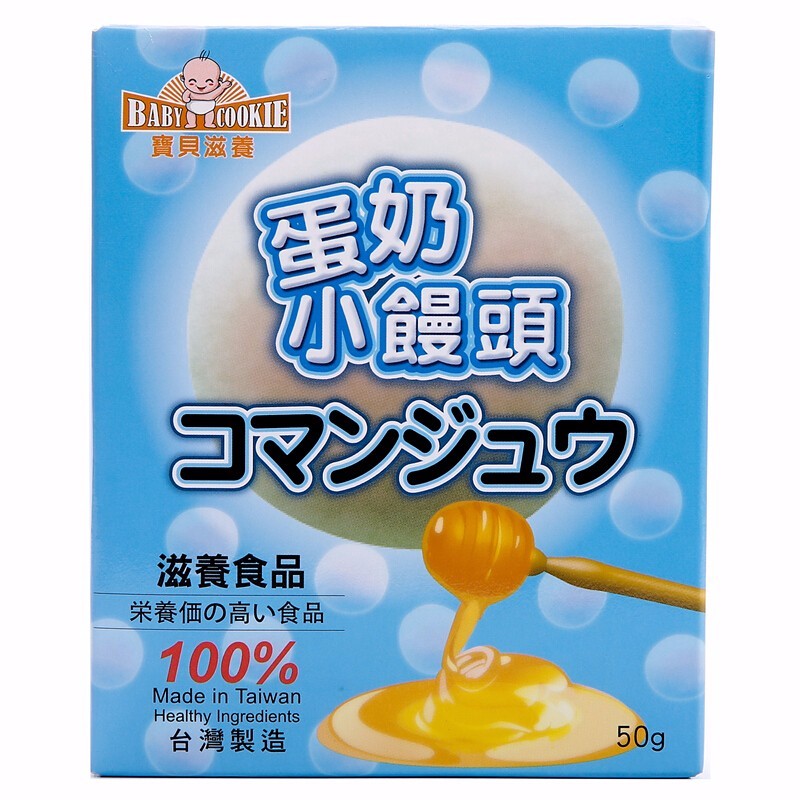 BABY COOKIE
寶貝滋養
蛋奶
小饅頭
コマンジュウ
滋養食品
栄養価の高い食品
100%
Made in Taiwan
Healthy Ingredients
台灣製造
50g